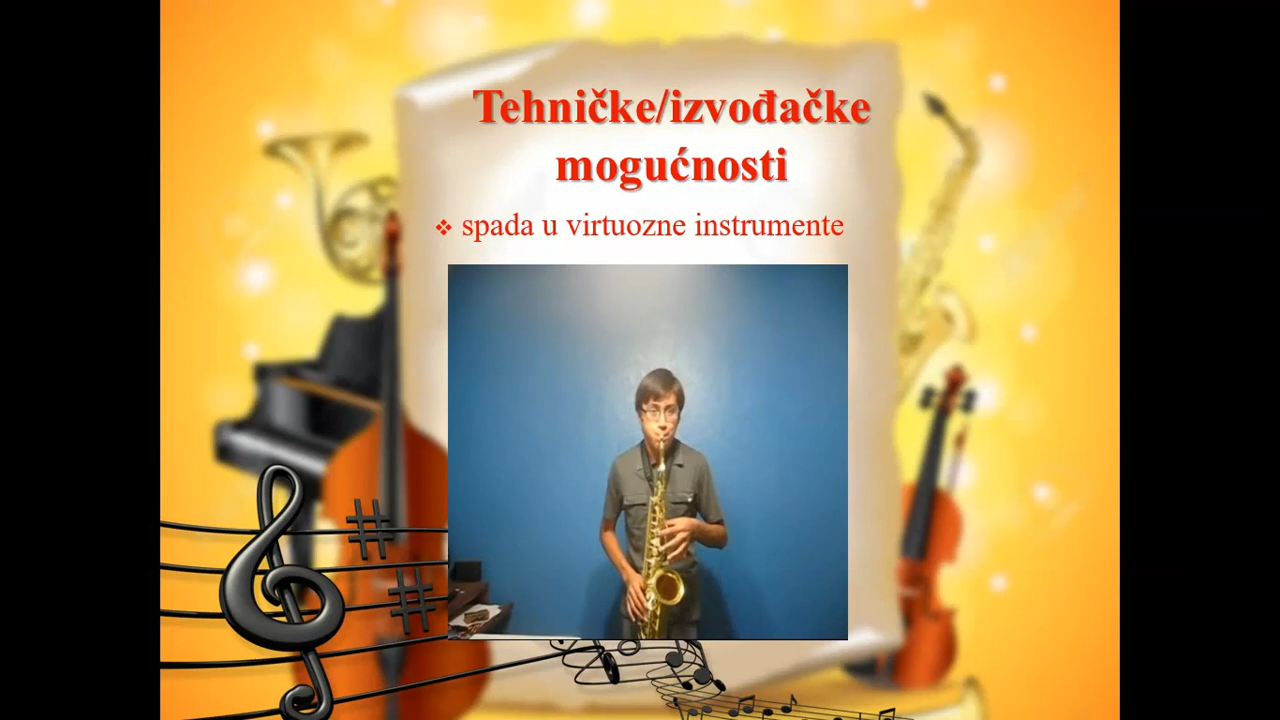 Tehničke/izvođačke
mogućnosti
❖ spada u virtuozne instrumente